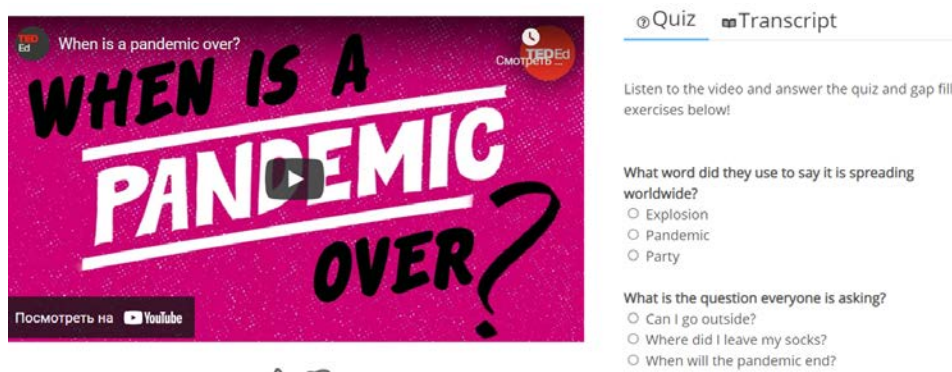 TED
Ed
When is a pandemic over?
Смотреть ...
TEDEd
WHEN IS A
PANDEMIC
OVER?
Посмотреть на YouTube
Quiz Transcript
Listen to the video and answer the quiz and gap fill
exercises below!
What word did they use to say it is spreading
worldwide?
Explosion
Pandemic
Party
What is the question everyone is asking?
Can I go outside?
Where did I leave my socks?
When will the pandemic end?